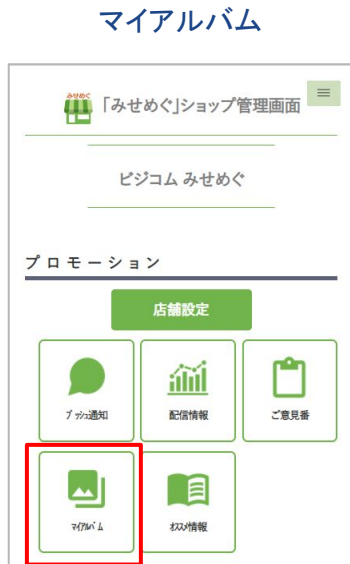 マイアルバム
みせめぐ
「みせめぐ」ショップ管理画面
ビジコム みせめぐ
プロモーション
店舗設定
プッシュ通知
配信情報
ご意見番
マイアルバム
オススメ情報